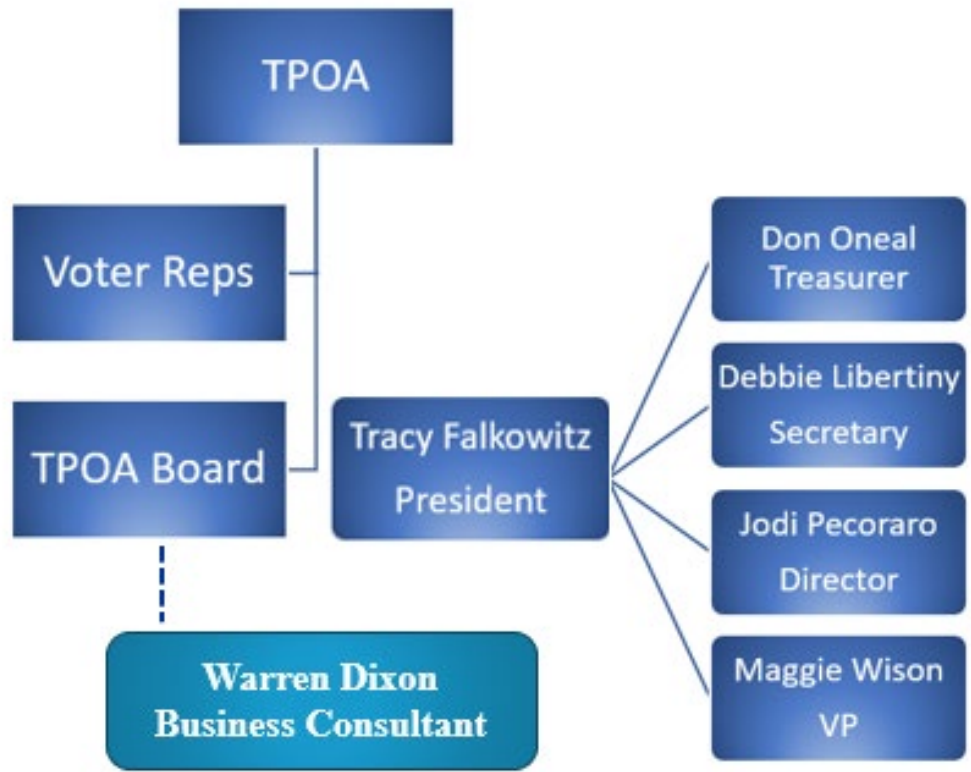 TPOA
Voter Reps
TPOA Board
Tracy Falkowitz
President
Don Oneal
Treasurer
Debbie Libertiny
Secretary
Jodi Pecoraro
Director
Maggie Wison
VP
Warren Dixon
Business Consultant